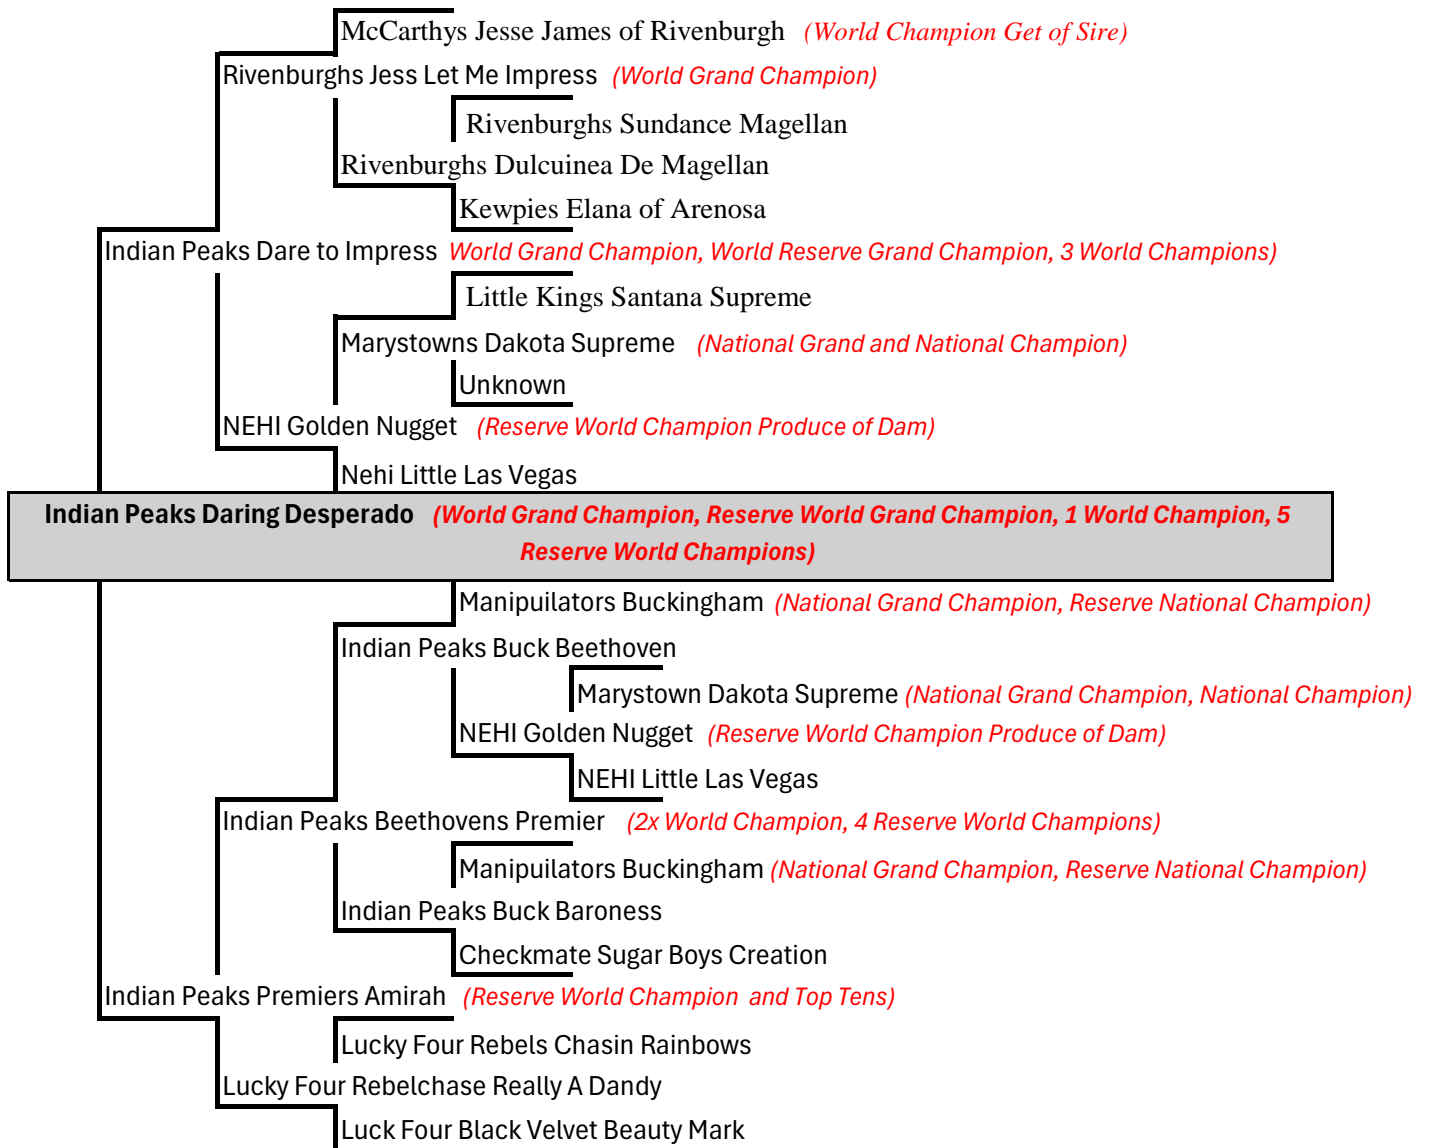 McCarthys Jesse James of Rivenburgh (World Champion Get of Sire)
Rivenburghs Jess Let Me Impress (World Grand Champion)
Rivenburghs Sundance Magellan
Rivenburghs Dulcuinea De Magellan
Kewpies Elana of Arenosa
Indian Peaks Dare to Impress World Grand Champion, World Reserve Grand Champion, 3 World Champions)
Little Kings Santana Supreme
Marystowns Dakota Supreme (National Grand and National Champion)
Unknown
NEHI Golden Nugget (Reserve World Champion Produce of Dam)
Nehi Little Las Vegas
Indian Peaks Daring Desperado (World Grand Champion, Reserve World Grand Champion, 1 World Champion, 5
Reserve World Champions)
Manipuilators Buckingham (National Grand Champion, Reserve National Champion)
Indian Peaks Buck Beethoven
Marystown Dakota Supreme (National Grand Champion, National Champion)
NEHI Golden Nugget (Reserve World Champion Produce of Dam)
NEHI Little Las Vegas
Indian Peaks Beethovens Premier (2x World Champion, 4 Reserve World Champions)
Manipuilators Buckingham (National Grand Champion, Reserve National Champion)
Indian Peaks Buck Baroness
Checkmate Sugar Boys Creation
Indian Peaks Premiers Amirah (Reserve World Champion and Top Tens)
Lucky Four Rebels Chasin Rainbows
Lucky Four Rebelchase Really A Dandy
Luck Four Black Velvet Beauty Mark